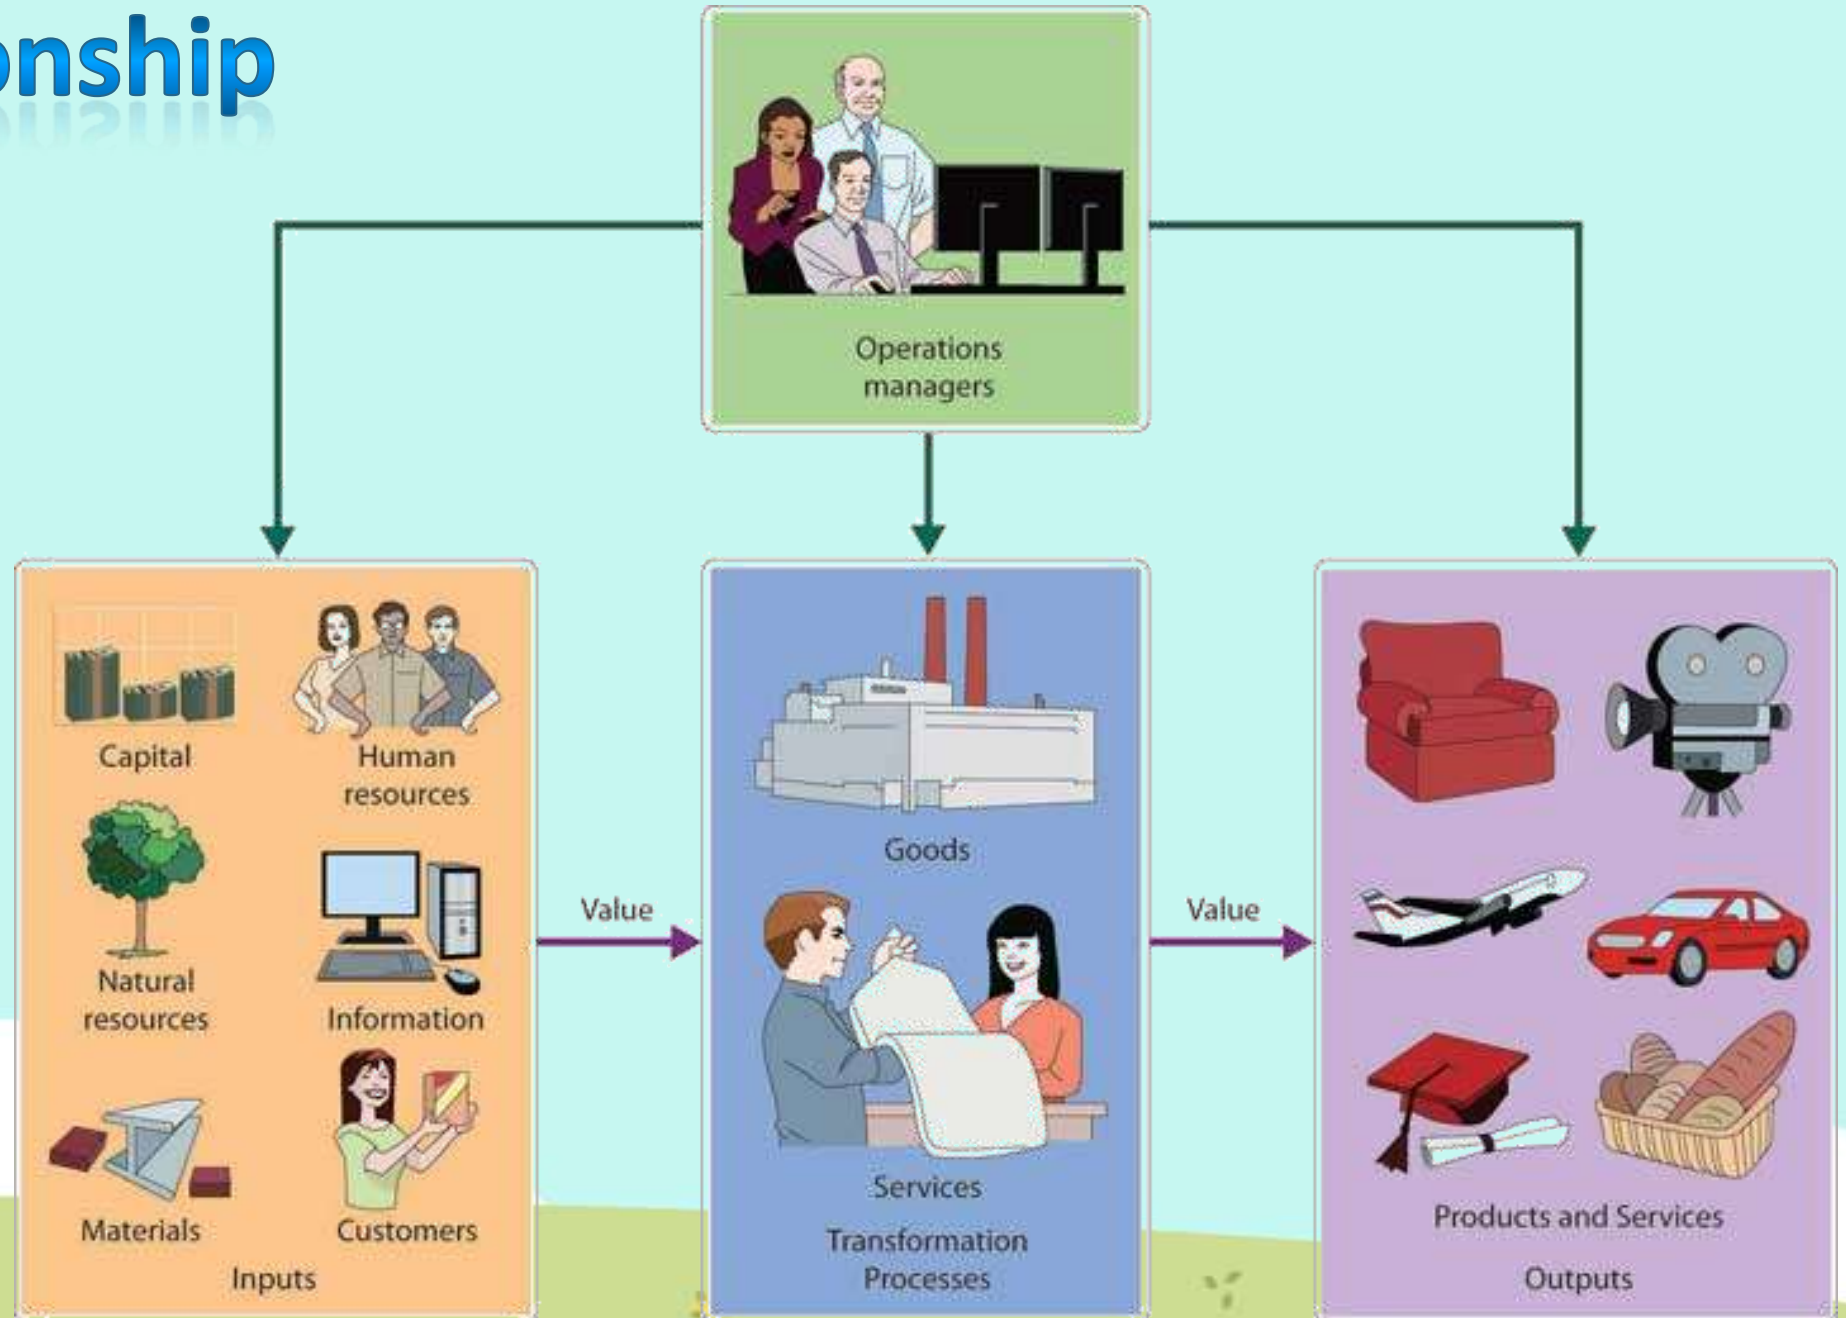 onship
Operations
managers
Capital
Human
resources
Natural
resources
Information
Materials
Customers
Inputs
Value
Goods
Services
Transformation
Processes
Value
Products and Services
Outputs